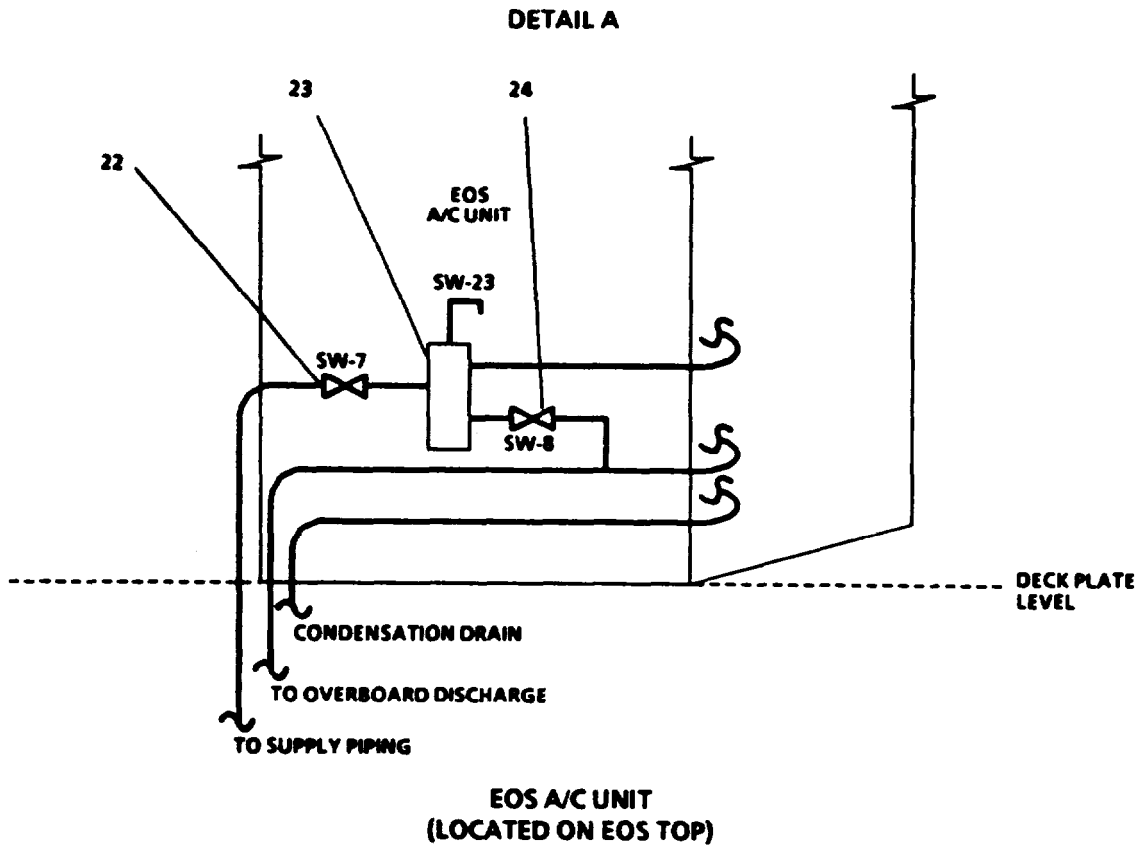 DETAIL A
23
24
22
EOS
A/C UNIT
SW-23
SW-7
SW-8
DECK PLATE
LEVEL
CONDENSATION DRAIN
TO OVERBOARD DISCHARGE
TO SUPPLY PIPING
EOS A/C UNIT
(LOCATED ON EOS TOP)